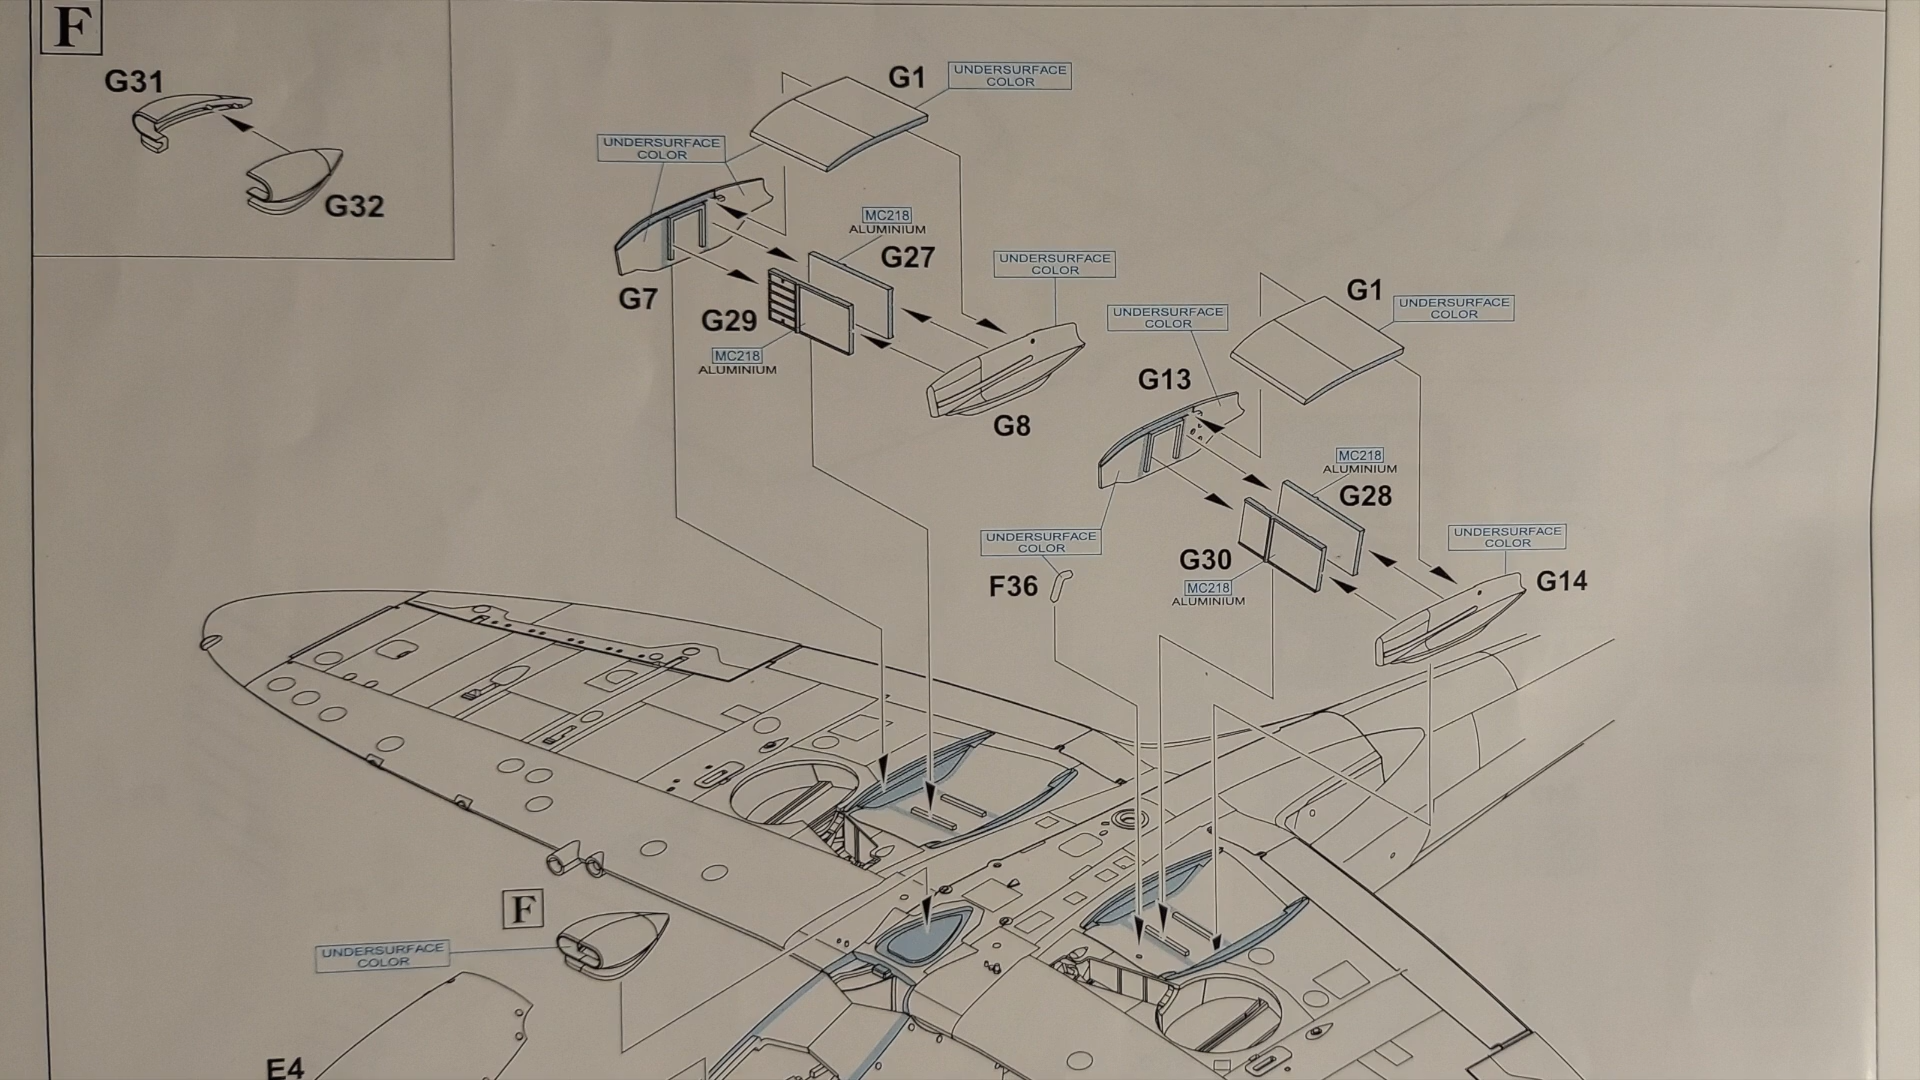 F
G31
G32
G1
UNDERSURFACE
COLOR
UNDERSURFACE
COLOR
MC218
ALUMINIUM
G27
G7
G29
MC218
ALUMINIUM
UNDERSURFACE
COLOR
G8
G1
UNDERSURFACE
COLOR
UNDERSURFACE
COLOR
G13
MC218
ALUMINIUM
G28
UNDERSURFACE
COLOR
F36
G30
MC218
ALUMINIUM
UNDERSURFACE
COLOR
G14
F
UNDERSURFACE
COLOR
E4